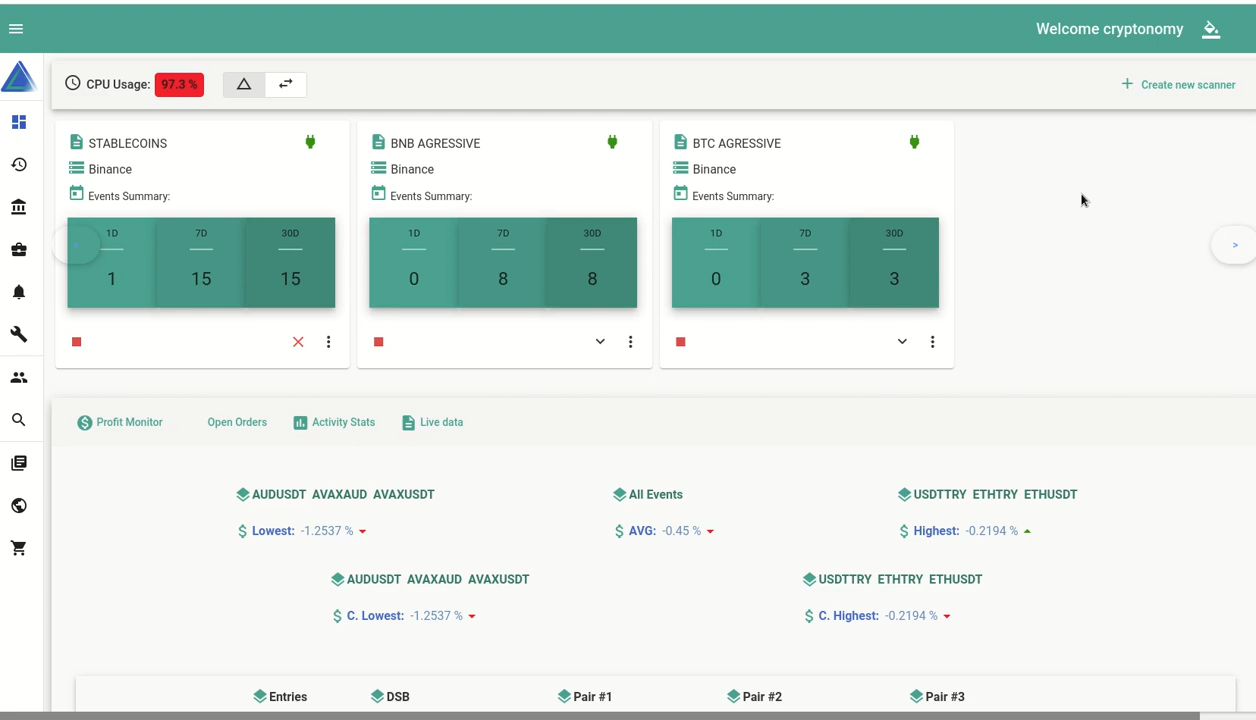 Welcome cryptonomy
CPU Usage: 97.3 %
Create new scanner
STABLECOINS
Binance
Events Summary:
1D 7D 30D
1 15 15
BNB AGRESSIVE
Binance
Events Summary:
1D 7D 30D
0 8 8
BTC AGRESSIVE
Binance
Events Summary:
1D 7D 30D
0 3 3
>
Profit Monitor Open Orders Activity Stats Live data
AUDUSDT AVAXAUD AVAXUSDT
$ Lowest: -1.2537 %
All Events
$ AVG: -0.45 %
USDTTRY ETHTRY ETHUSDT
$ Highest: -0.2194 %
AUDUSDT AVAXAUD AVAXUSDT
$ C. Lowest: -1.2537 %
USDTTRY ETHTRY ETHUSDT
$ C. Highest: -0.2194 %
Entries DSB Pair #1 Pair #2 Pair #3